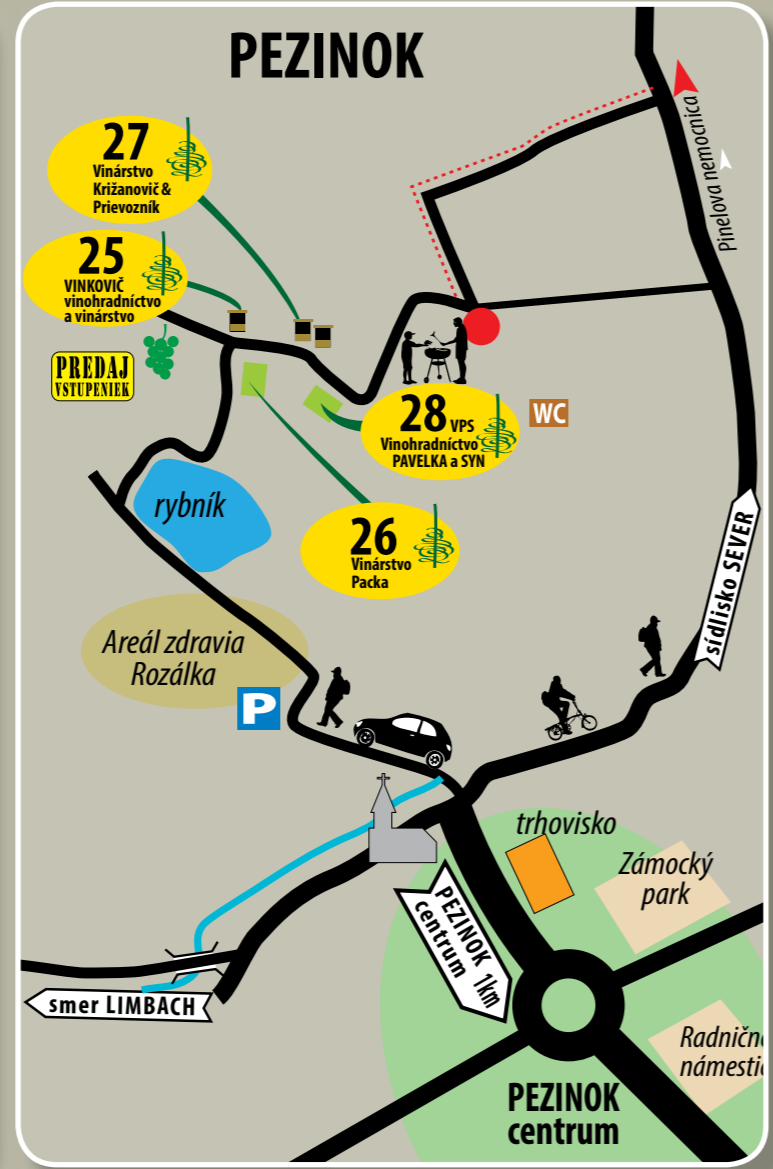 PEZINOK
Pinelova nemocnica
27
Vinárstvo
Križanovič &
Prievozník
25
VINKOVIČ
vinohradníctvo
a vinárstvo
PREDAJ
VSTUPENIEK
28 VPS
Vinohradníctvo
PAVELKA a SYN
WC
rybník
26
Vinárstvo
Packa
sídlisko SEVER
Areál zdravia
Rozálka
P
trhovisko
Zámocký
park
PEZINOK 1km
centrum
smer LIMBACH
Radničn
námesti
PEZINOK
centrum